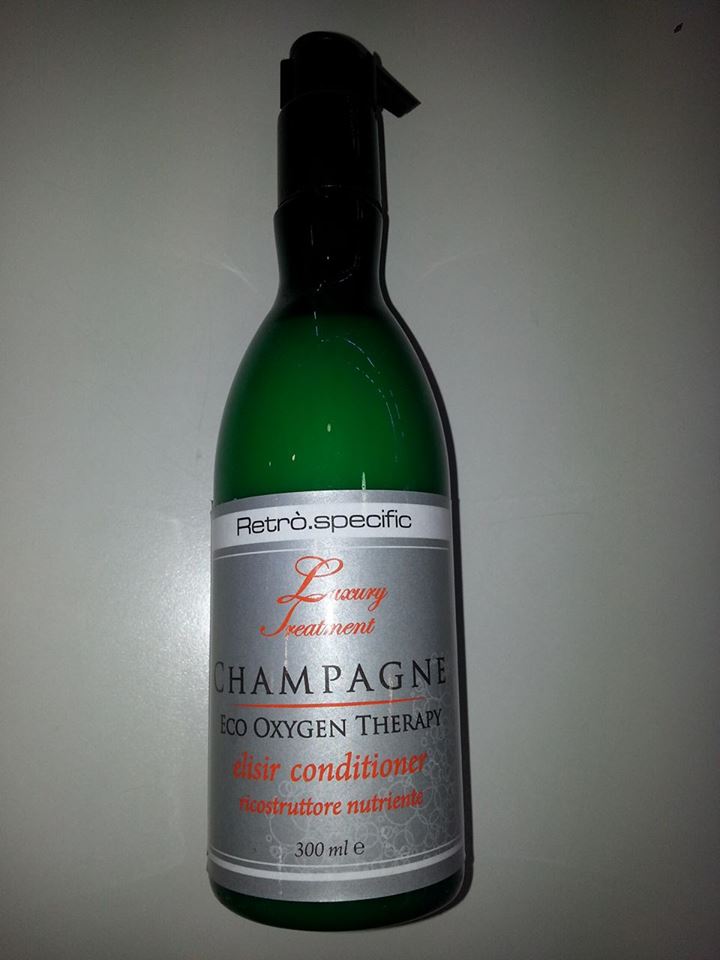 Retrò.specific
Luxury
Treatment
CHAMPAGNE
ECO OXYGEN THERAPY
elisir conditioner
ricostruttore nutriente
300 ml ℮